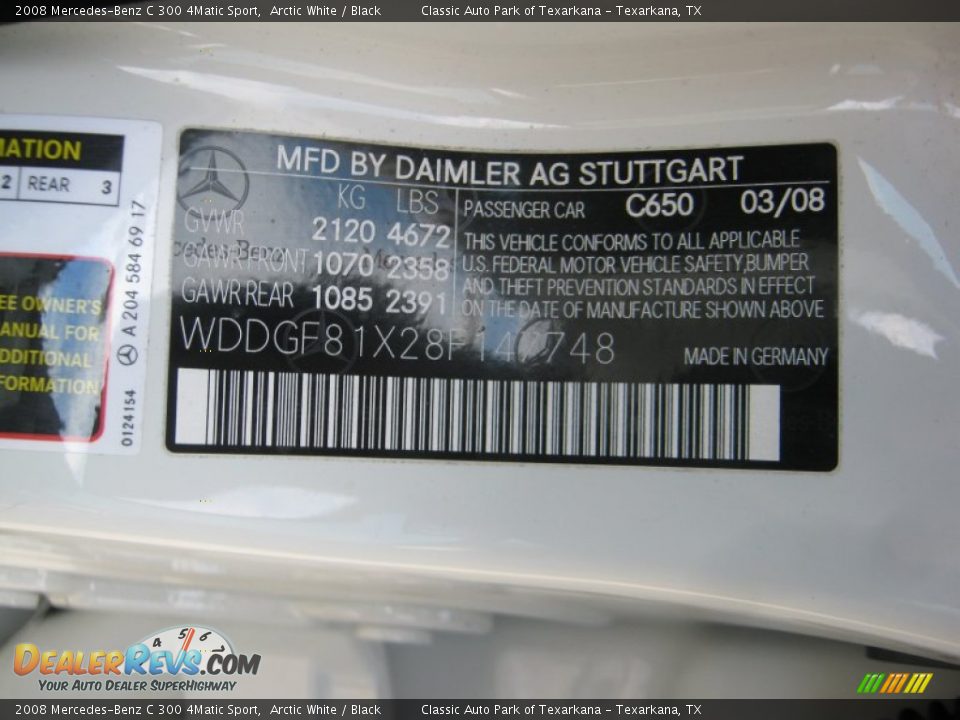 2008 Mercedes-Benz C 300 4Matic Sport, Arctic White / Black Classic Auto Park of Texarkana - Texarkana, TX
MATION
2 REAR 3
EE OWNER'S
ANUAL FOR
DDITIONAL
FORMATION
0124154 A 204 584 69 17
MFD BY DAIMLER AG STUTTGART
KG LBS
GVWR 2120 4672
GAWR FRONT 1070 2358
GAWR REAR 1085 2391
PASSENGER CAR C650 03/08
THIS VEHICLE CONFORMS TO ALL APPLICABLE
U.S. FEDERAL MOTOR VEHICLE SAFETY,BUMPER
AND THEFT PREVENTION STANDARDS IN EFFECT
ON THE DATE OF MANUFACTURE SHOWN ABOVE
MADE IN GERMANY
4 5 6
DEALERREVS.COM
YOUR AUTO DEALER SUPERHIGHWAY
2008 Mercedes-Benz C 300 4Matic Sport, Arctic White / Black Classic Auto Park of Texarkana - Texarkana, TX